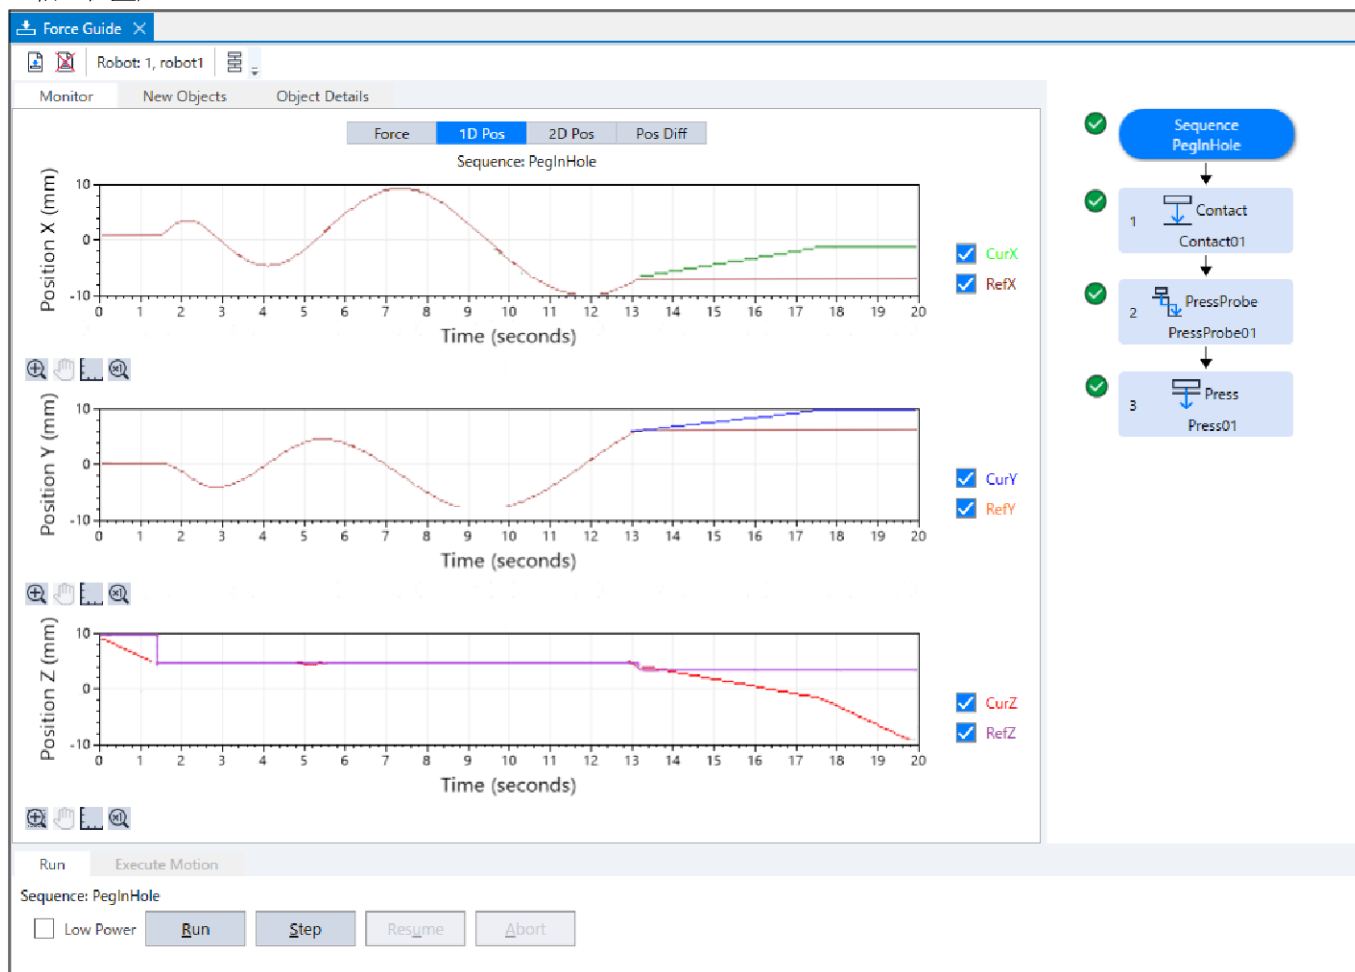 Force Guide
Robot: 1, robot1
Monitor New Objects Object Details
Force 1D Pos 2D Pos Pos Diff
Sequence: PegInHole
Position X (mm)
10
0
-10
0 1 2 3 4 5 6 7 8 9 10 11 12 13 14 15 16 17 18 19 20
Time (seconds)
CurX
RefX
Position Y (mm)
10
0
-10
0 1 2 3 4 5 6 7 8 9 10 11 12 13 14 15 16 17 18 19 20
Time (seconds)
CurY
RefY
Position Z (mm)
10
0
-10
0 1 2 3 4 5 6 7 8 9 10 11 12 13 14 15 16 17 18 19 20
Time (seconds)
CurZ
RefZ
Sequence
PegInHole
1 Contact
Contact01
2 PressProbe
PressProbe01
3 Press
Press01
Run Execute Motion
Sequence: PegInHole
Low Power Run Step Resume Abort